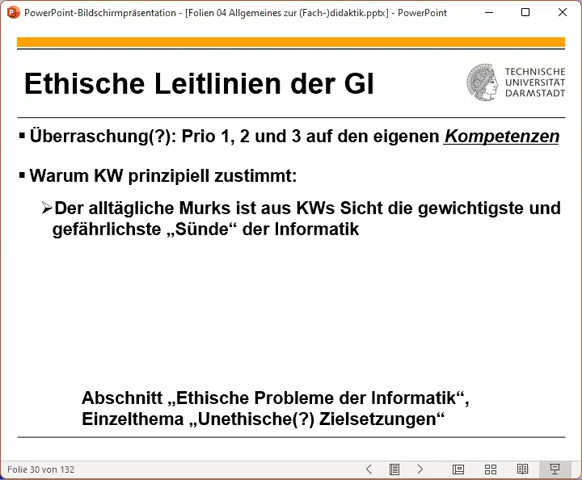 PowerPoint-Bildschirmpräsentation - [Folien 04 Allgemeines zur (Fach-)didaktik.pptx] - PowerPoint
Ethische Leitlinien der GI
TECHNISCHE
UNIVERSITÄT
DARMSTADT
▪ Überraschung(?): Prio 1, 2 und 3 auf den eigenen Kompetenzen
▪ Warum KW prinzipiell zustimmt:
➢Der alltägliche Murks ist aus KWs Sicht die gewichtigste und
gefährlichste „Sünde“ der Informatik
Abschnitt „Ethische Probleme der Informatik“,
Einzelthema „Unethische(?) Zielsetzungen“
Folie 30 von 132